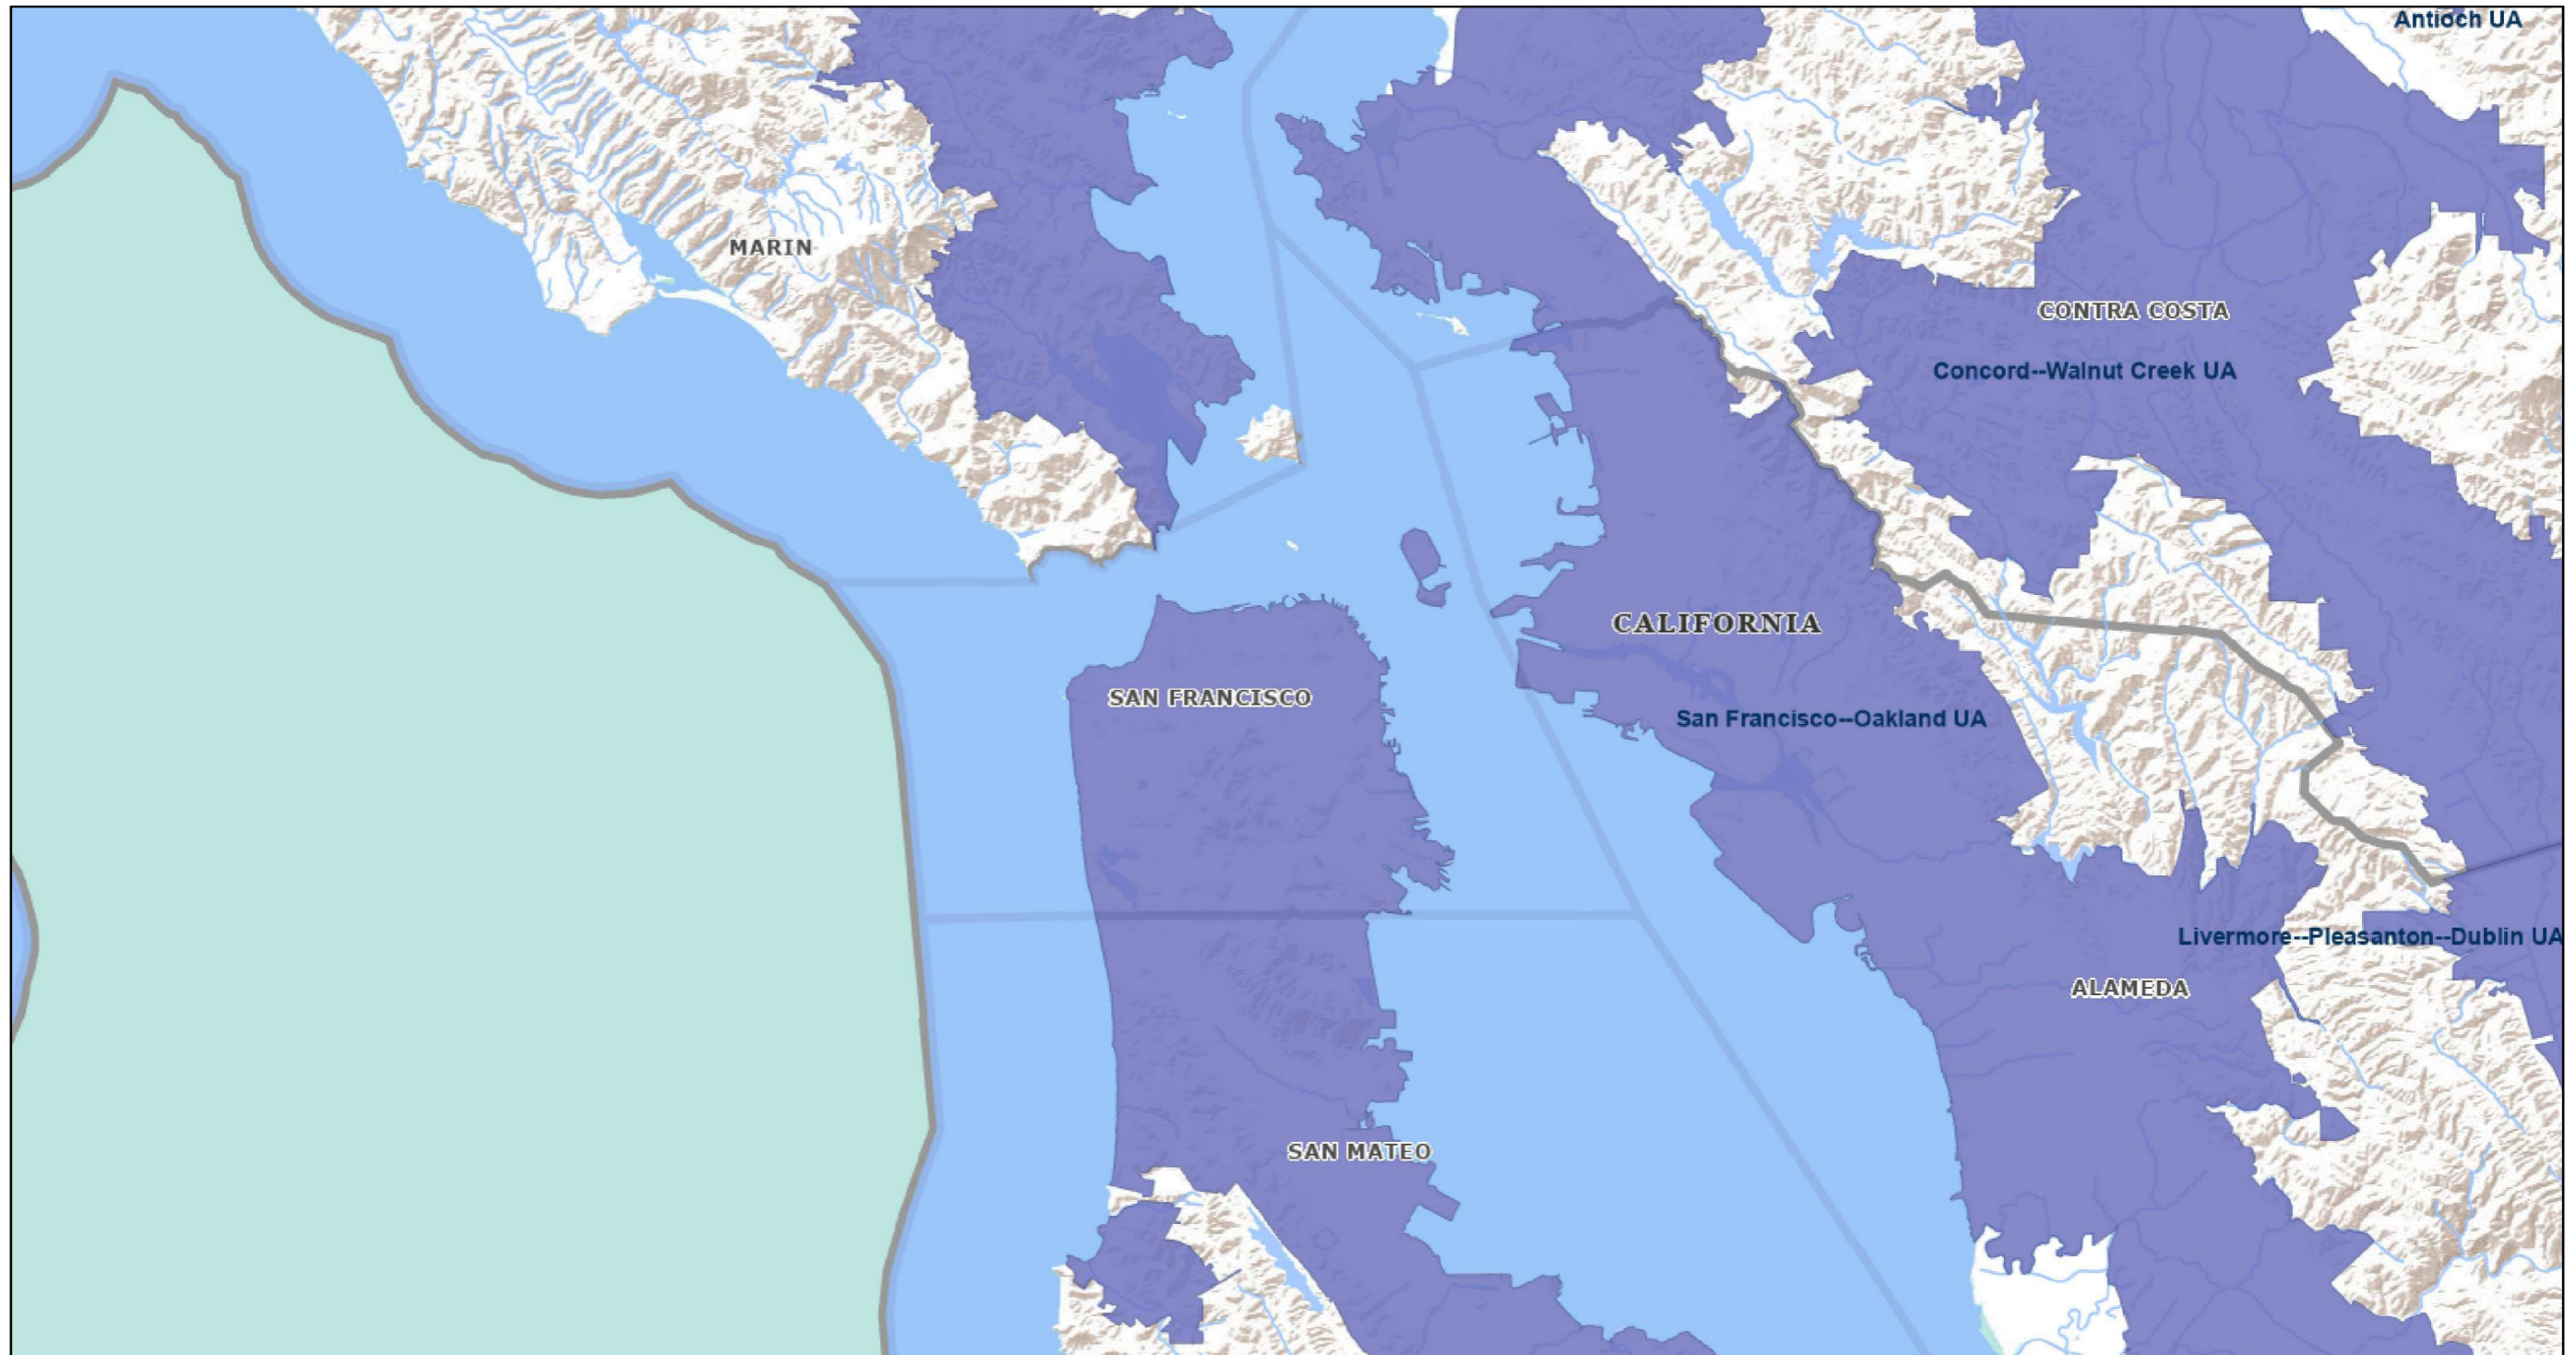 Antioch UA
MARIN
CONTRA COSTA
Concord--Walnut Creek UA
CALIFORNIA
SAN FRANCISCO
San Francisco--Oakland UA
Livermore--Pleasanton--Dublin UA
ALAMEDA
SAN MATEO